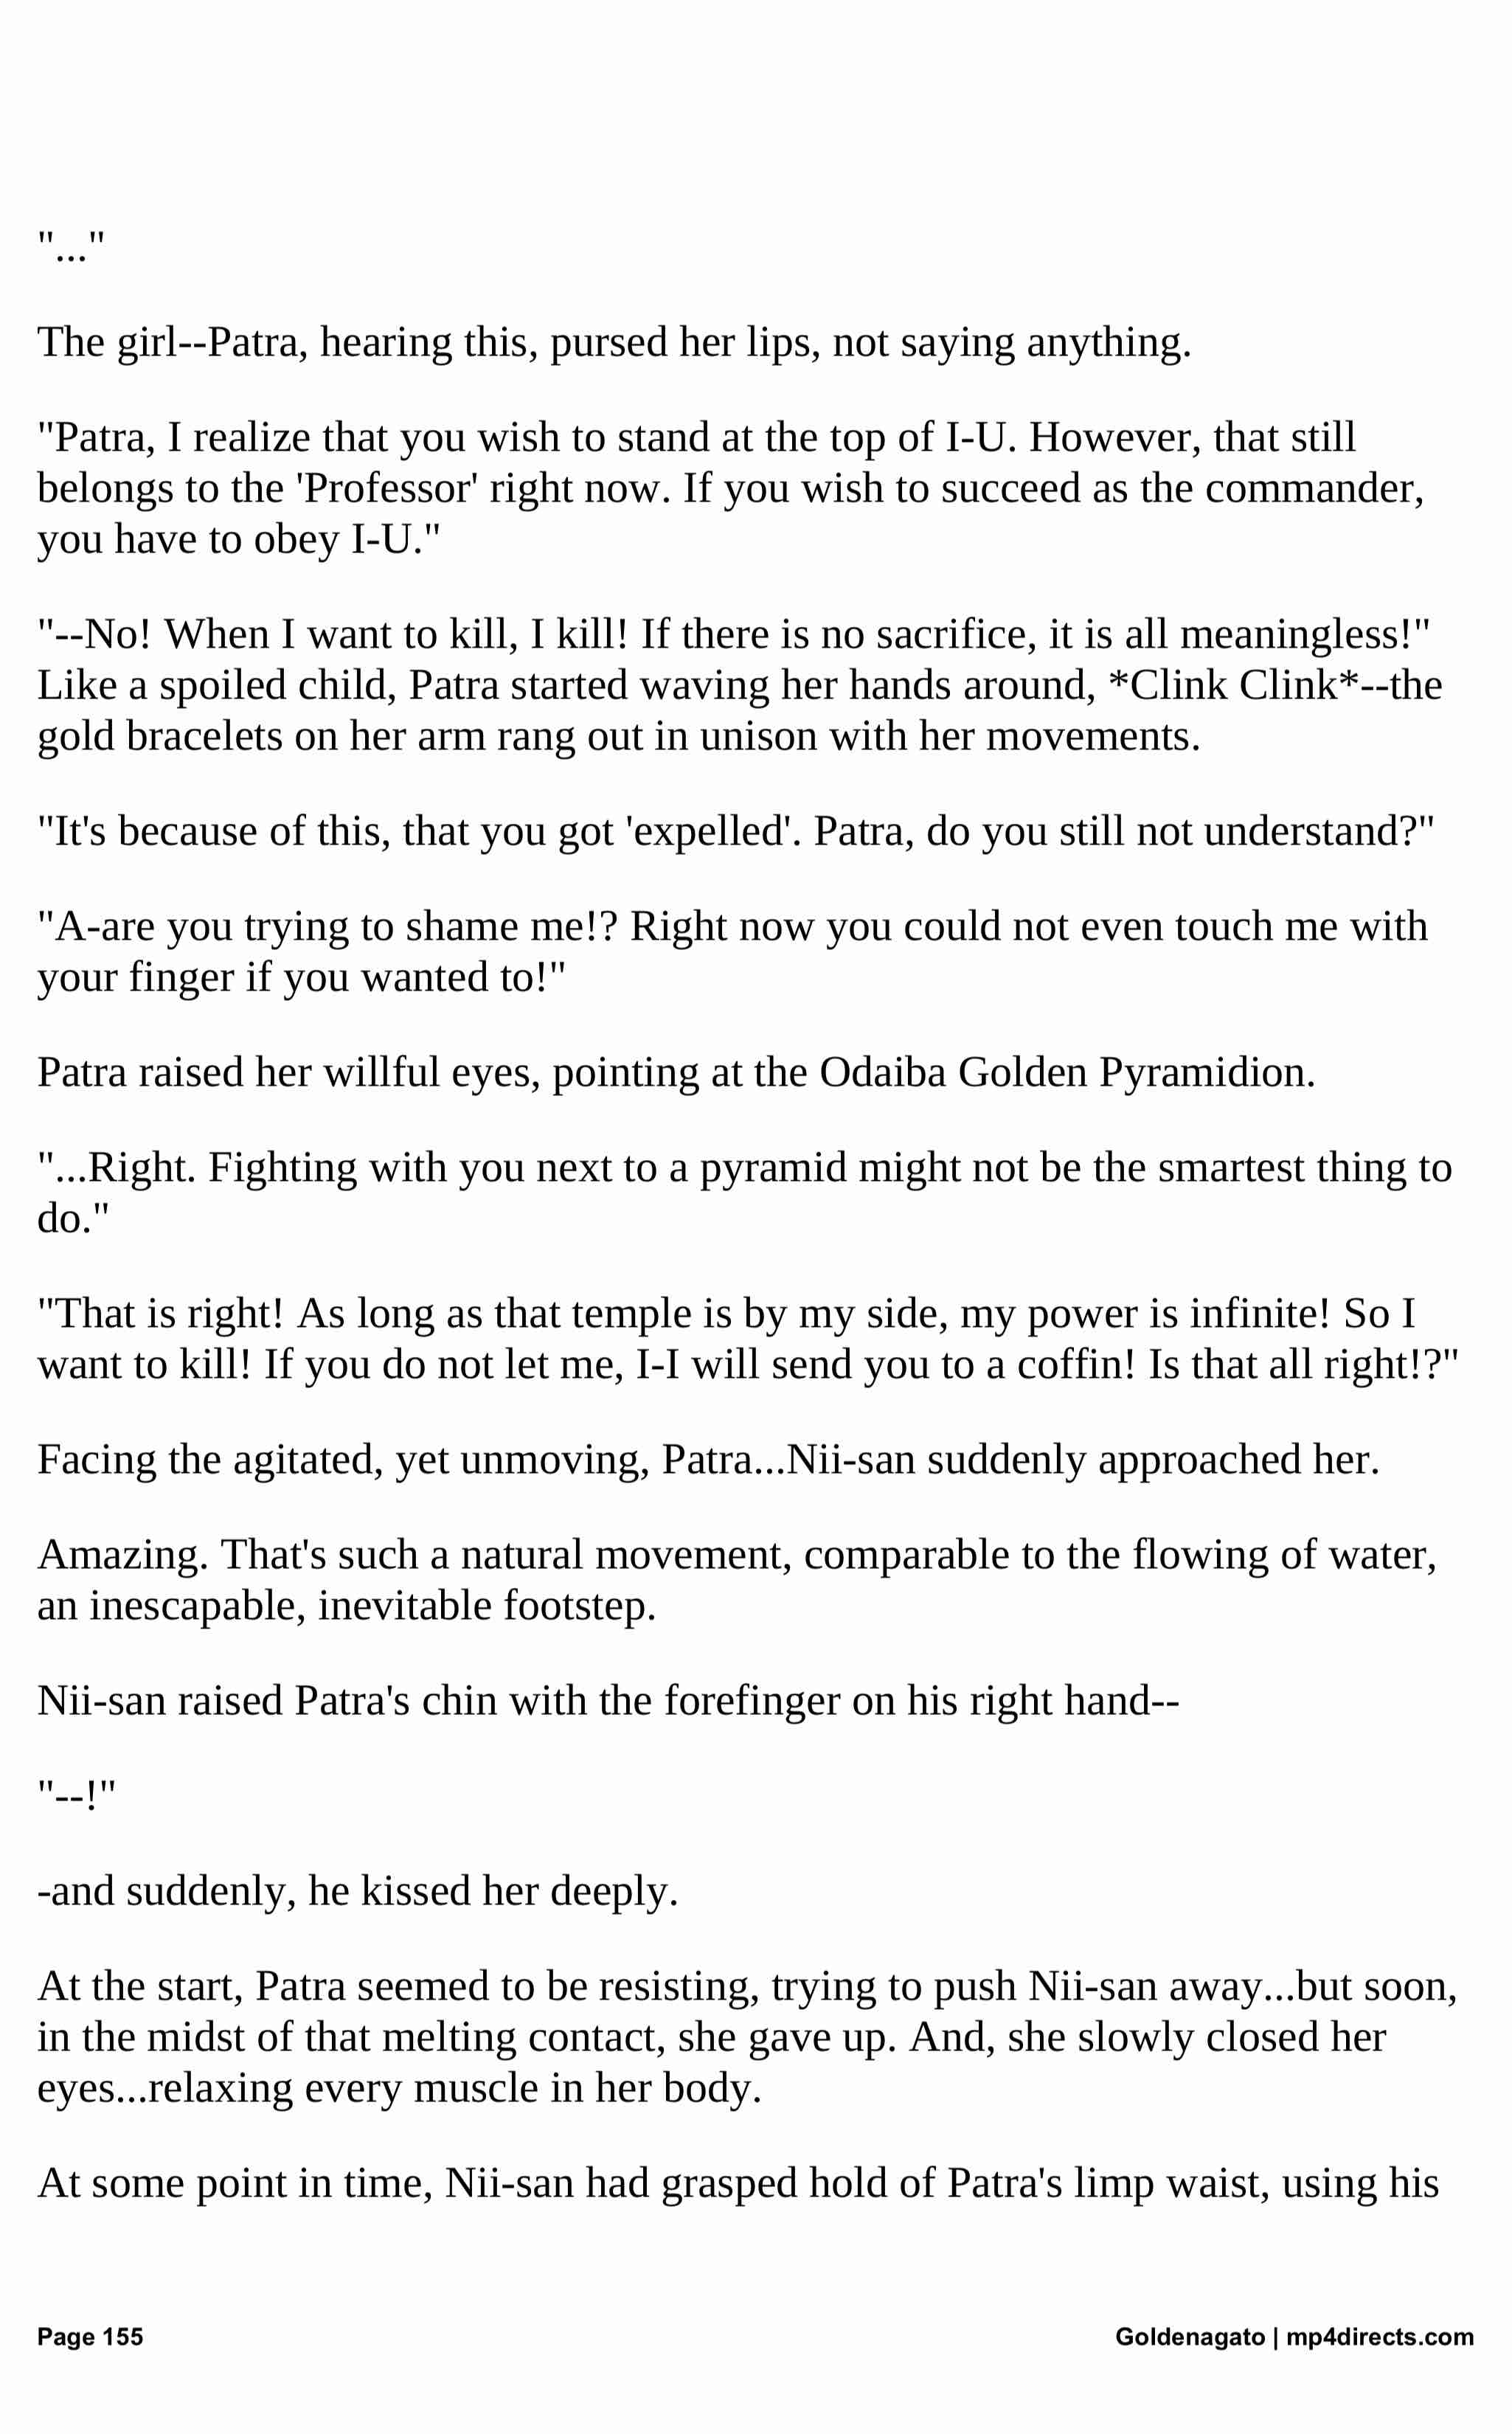 "..."
The girl--Patra, hearing this, pursed her lips, not saying anything.
"Patra, I realize that you wish to stand at the top of I-U. However, that still
belongs to the 'Professor' right now. If you wish to succeed as the commander,
you have to obey I-U."
"--No! When I want to kill, I kill! If there is no sacrifice, it is all meaningless!"
Like a spoiled child, Patra started waving her hands around, *Clink Clink*--the
gold bracelets on her arm rang out in unison with her movements.
"It's because of this, that you got 'expelled'. Patra, do you still not understand?"
"A-are you trying to shame me!? Right now you could not even touch me with
your finger if you wanted to!"
Patra raised her willful eyes, pointing at the Odaiba Golden Pyramidion.
"...Right. Fighting with you next to a pyramid might not be the smartest thing to
do."
"That is right! As long as that temple is by my side, my power is infinite! So I
want to kill! If you do not let me, I-I will send you to a coffin! Is that all right!?"
Facing the agitated, yet unmoving, Patra...Nii-san suddenly approached her.
Amazing. That's such a natural movement, comparable to the flowing of water,
an inescapable, inevitable footstep.
Nii-san raised Patra's chin with the forefinger on his right hand--
"--!"
-and suddenly, he kissed her deeply.
At the start, Patra seemed to be resisting, trying to push Nii-san away...but soon,
in the midst of that melting contact, she gave up. And, she slowly closed her
eyes...relaxing every muscle in her body.
At some point in time, Nii-san had grasped hold of Patra's limp waist, using his
Page 155
Goldenagato | mp4directs.com